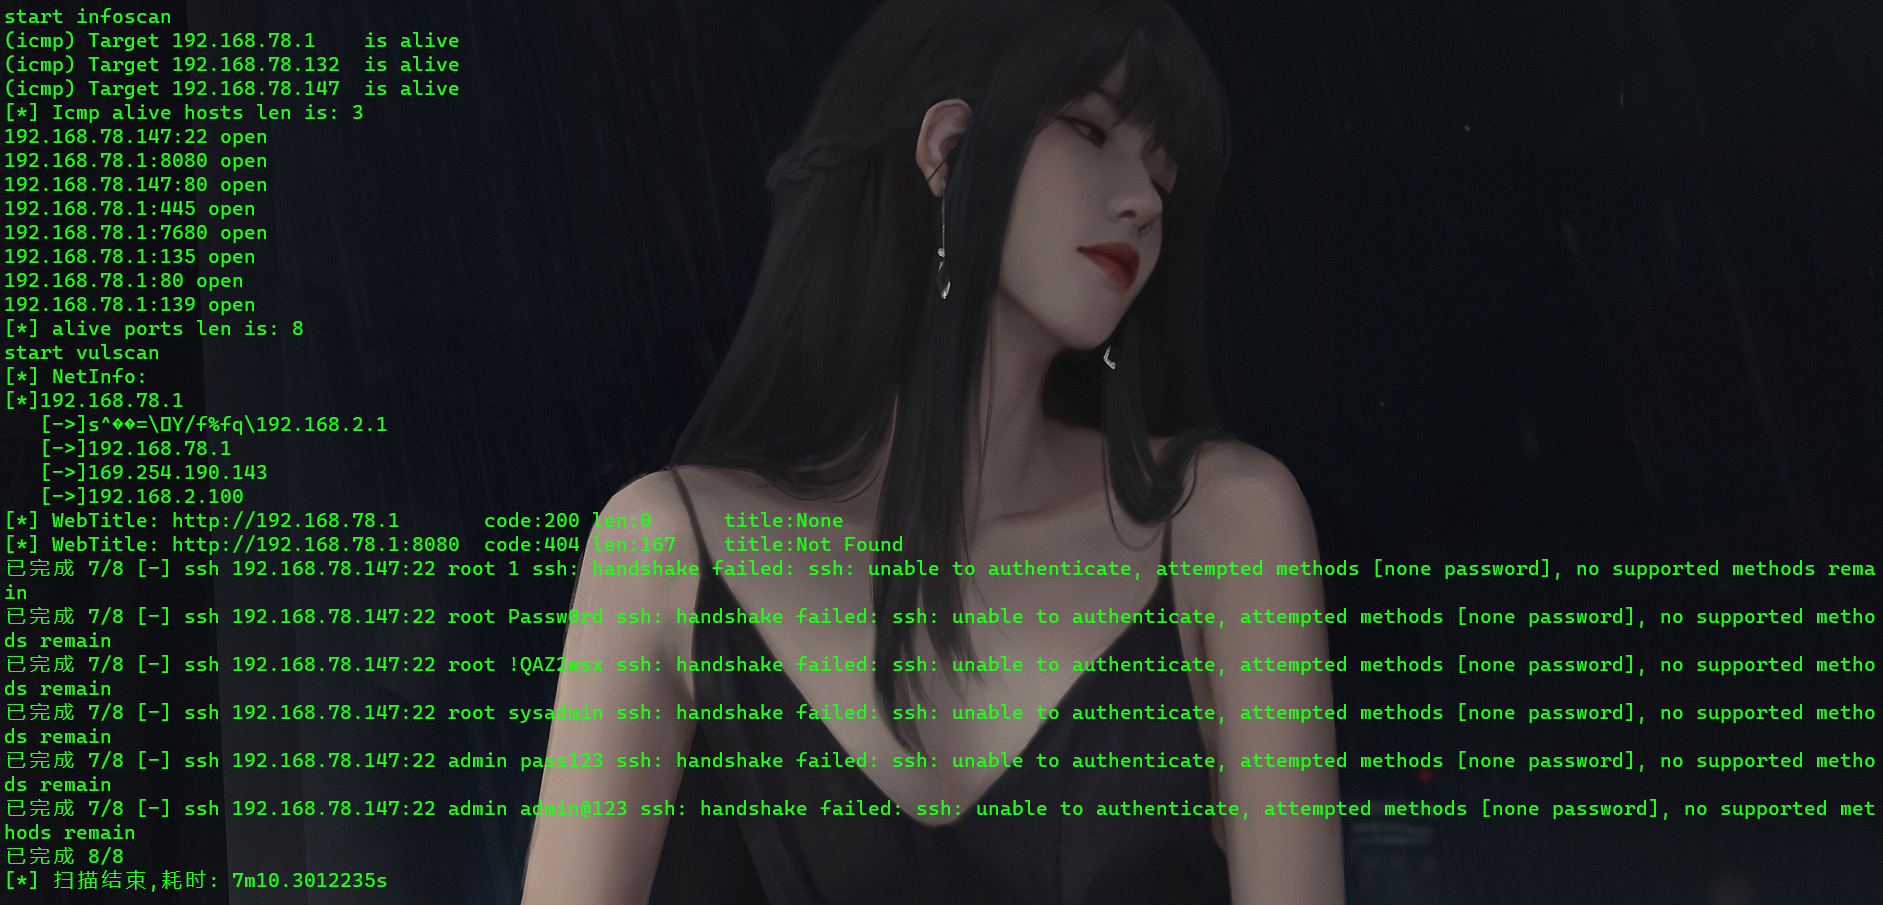 start infoscan
(icmp) Target 192.168.78.1    is alive
(icmp) Target 192.168.78.132  is alive
(icmp) Target 192.168.78.147  is alive
[*] Icmp alive hosts len is: 3
192.168.78.147:22 open
192.168.78.1:8080 open
192.168.78.147:80 open
192.168.78.1:445 open
192.168.78.1:7680 open
192.168.78.1:135 open
192.168.78.1:80 open
192.168.78.1:139 open
[*] alive ports len is: 8
start vulscan
[*] NetInfo:
[*]192.168.78.1
   [->]s^��=\▯Y/f%fq\192.168.2.1
   [->]192.168.78.1
   [->]169.254.190.143
   [->]192.168.2.100
[*] WebTitle: http://192.168.78.1       code:200 len:0      title:None
[*] WebTitle: http://192.168.78.1:8080  code:404 len:167    title:Not Found
已完成 7/8 [-] ssh 192.168.78.147:22 root 1 ssh: handshake failed: ssh: unable to authenticate, attempted methods [none password], no supported methods rema
in
已完成 7/8 [-] ssh 192.168.78.147:22 root Passw0rd ssh: handshake failed: ssh: unable to authenticate, attempted methods [none password], no supported metho
ds remain
已完成 7/8 [-] ssh 192.168.78.147:22 root !QAZ2wsx ssh: handshake failed: ssh: unable to authenticate, attempted methods [none password], no supported metho
ds remain
已完成 7/8 [-] ssh 192.168.78.147:22 root sysadmin ssh: handshake failed: ssh: unable to authenticate, attempted methods [none password], no supported metho
ds remain
已完成 7/8 [-] ssh 192.168.78.147:22 admin pass123 ssh: handshake failed: ssh: unable to authenticate, attempted methods [none password], no supported metho
ds remain
已完成 7/8 [-] ssh 192.168.78.147:22 admin admin@123 ssh: handshake failed: ssh: unable to authenticate, attempted methods [none password], no supported met
hods remain
已完成 8/8
[*] 扫描结束,耗时: 7m10.3012235s